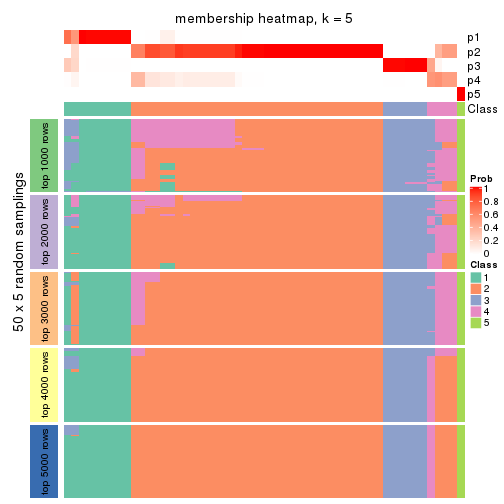 membership heatmap, k = 5
p1
p2
p3
p4
p5
Class
50 x 5 random samplings
top 1000 rows
top 2000 rows
top 3000 rows
top 4000 rows
top 5000 rows
Prob
1
0.8
0.6
0.4
0.2
0
Class
1
2
3
4
5